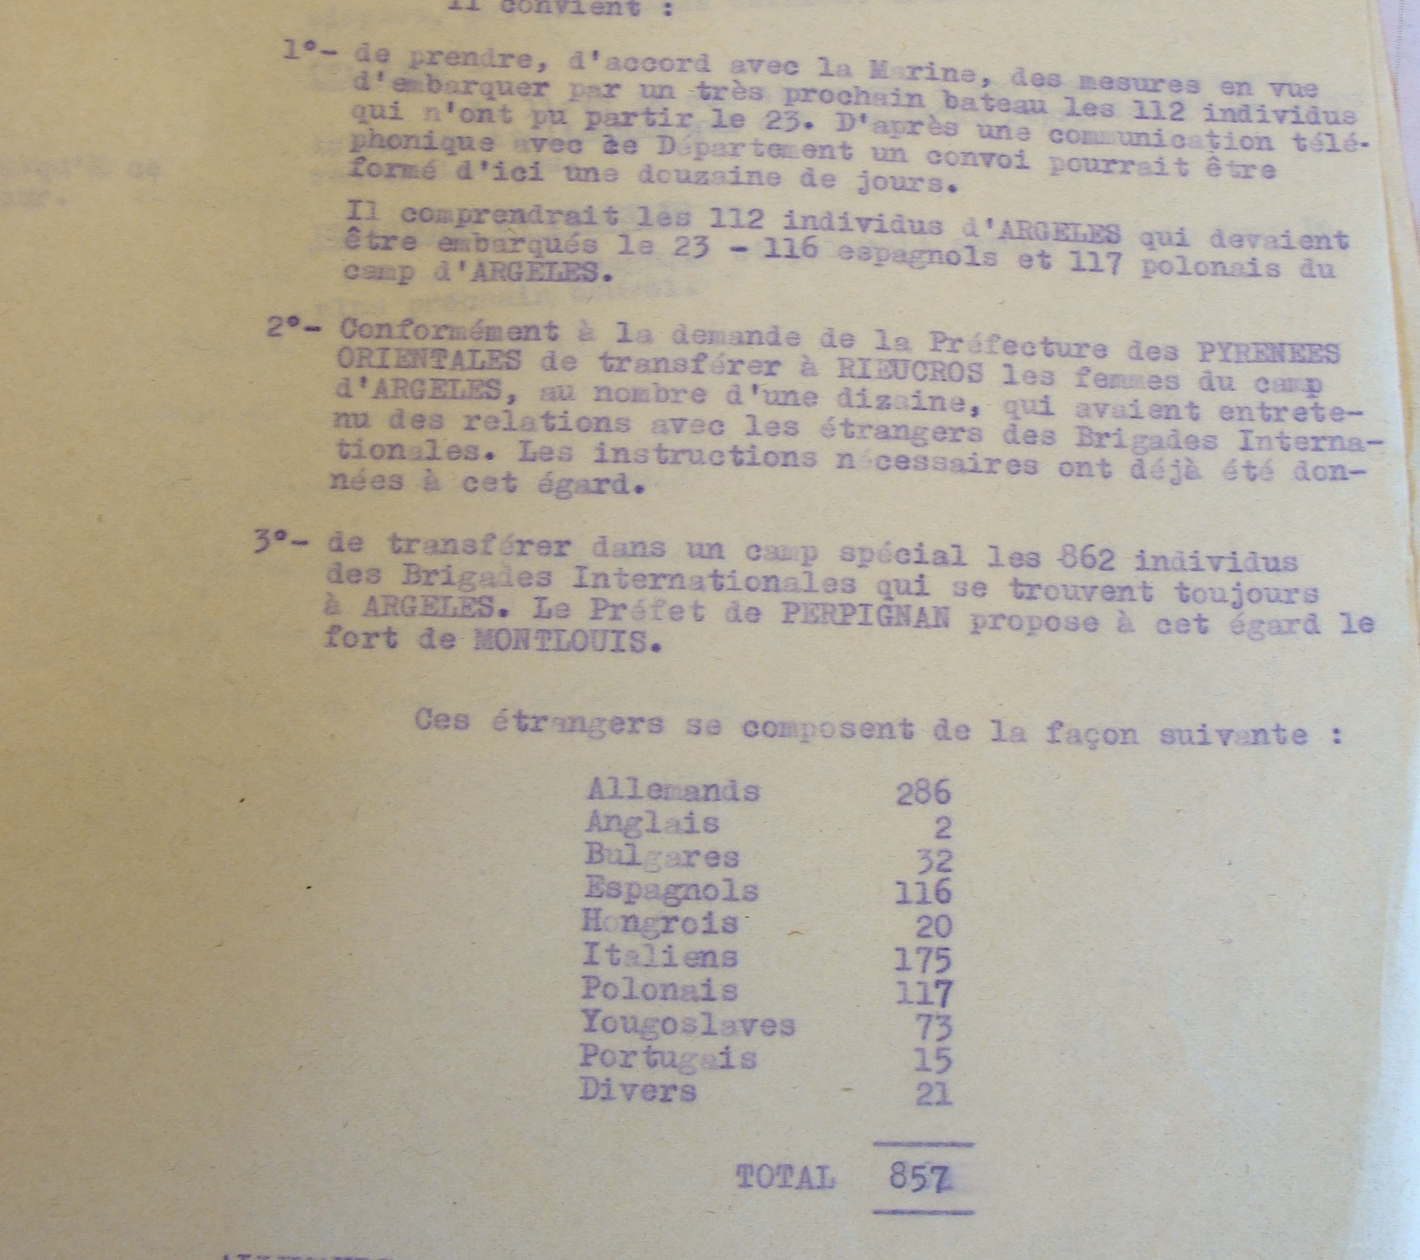 Il convient :
1°- de prendre, d'accord avec la Marine, des mesures en vue
d'embarquer par un très prochain bateau les 112 individus
qui n'ont pu partir le 23. D'après une communication télé-
phonique avec ce Département un convoi pourrait être
formé d'ici une douzaine de jours.
Il comprendrait les 112 individus d'ARGELES qui devaient
être embarqués le 23 - 116 espagnols et 117 polonais du
camp d'ARGELES.
2°- Conformément à la demande de la Préfecture des PYRENEES
ORIENTALES de transférer à RIEUCROS les femmes du camp
d'ARGELES, au nombre d'une dizaine, qui avaient entrete-
nu des relations avec les étrangers des Brigades Interna-
tionales. Les instructions nécessaires ont déjà été don-
nées à cet égard.
3°- de transférer dans un camp spécial les 862 individus
des Brigades Internationales qui se trouvent toujours
à ARGELES. Le Préfet de PERPIGNAN propose à cet égard le
fort de MONTLOUIS.
Ces étrangers se composent de la façon suivante :
Allemands 286
Anglais 2
Bulgares 32
Espagnols 116
Hongrois 20
Italiens 175
Polonais 117
Yougoslaves 73
Portugais 15
Divers 21
TOTAL 857